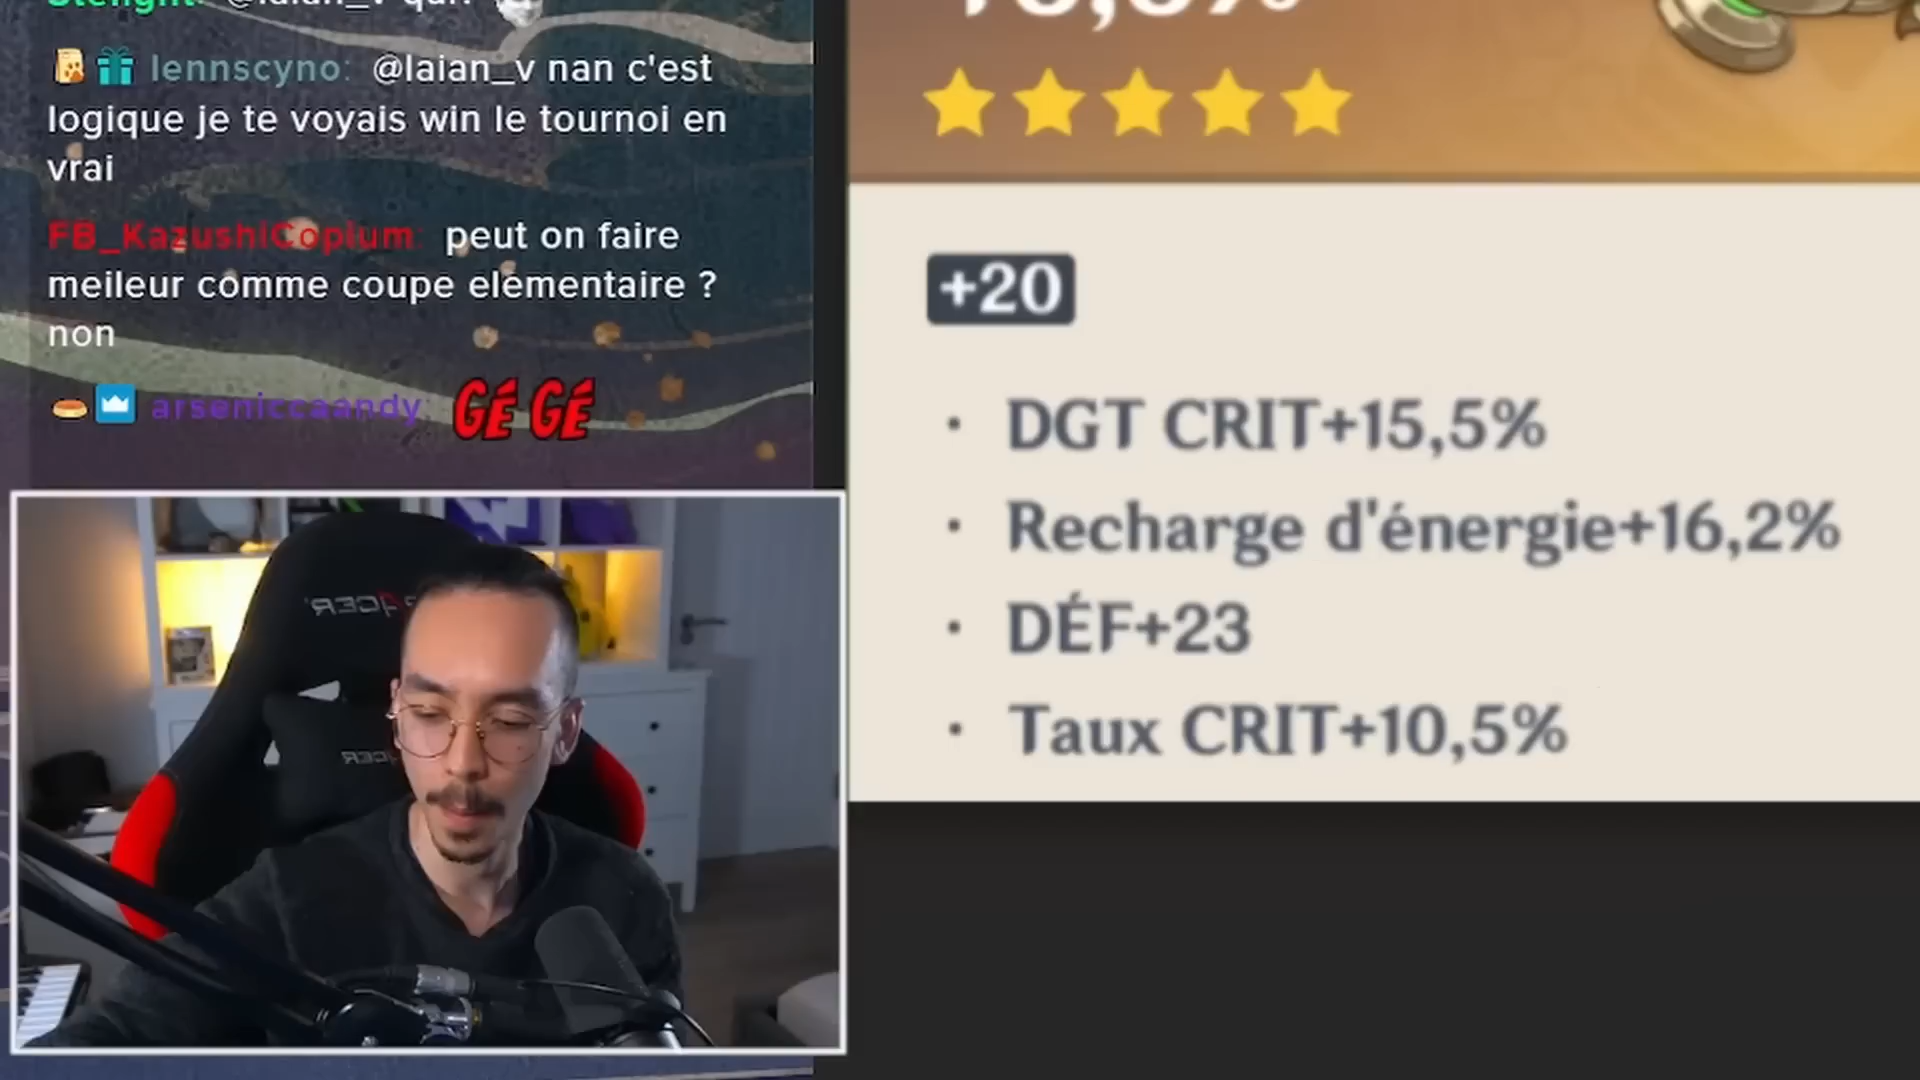 lennscyno: @laian_v nan c'est
logique je te voyais win le tournoi en
vrai
FB_KazushiCopium: peut on faire
meileur comme coupe elementaire ?
non
arseniccaandy: GÉ GÉ
+20
· DGT CRIT+15,5%
· Recharge d'énergie+16,2%
· DÉF+23
· Taux CRIT+10,5%